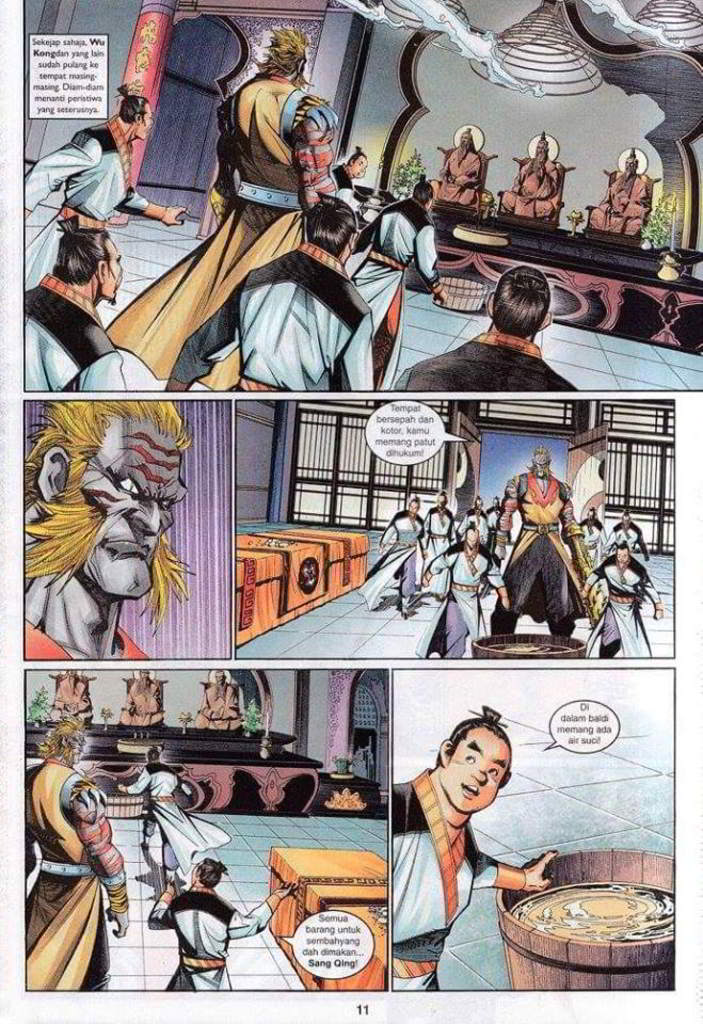 Sekejap sahaja, Wu
Kongdan yang lain
sudah pulang ke
tempat masing-
masing. Diam-diam
menanti peristiwa
yang seterusnya.
Tempat
bersepah dan
kotor, kamu
memang patut
dihukum!
Semua
barang untuk
sembahyang
dah dimakan...
Sang Qing!
Di
dalam baldi
memang ada
air suci!
11